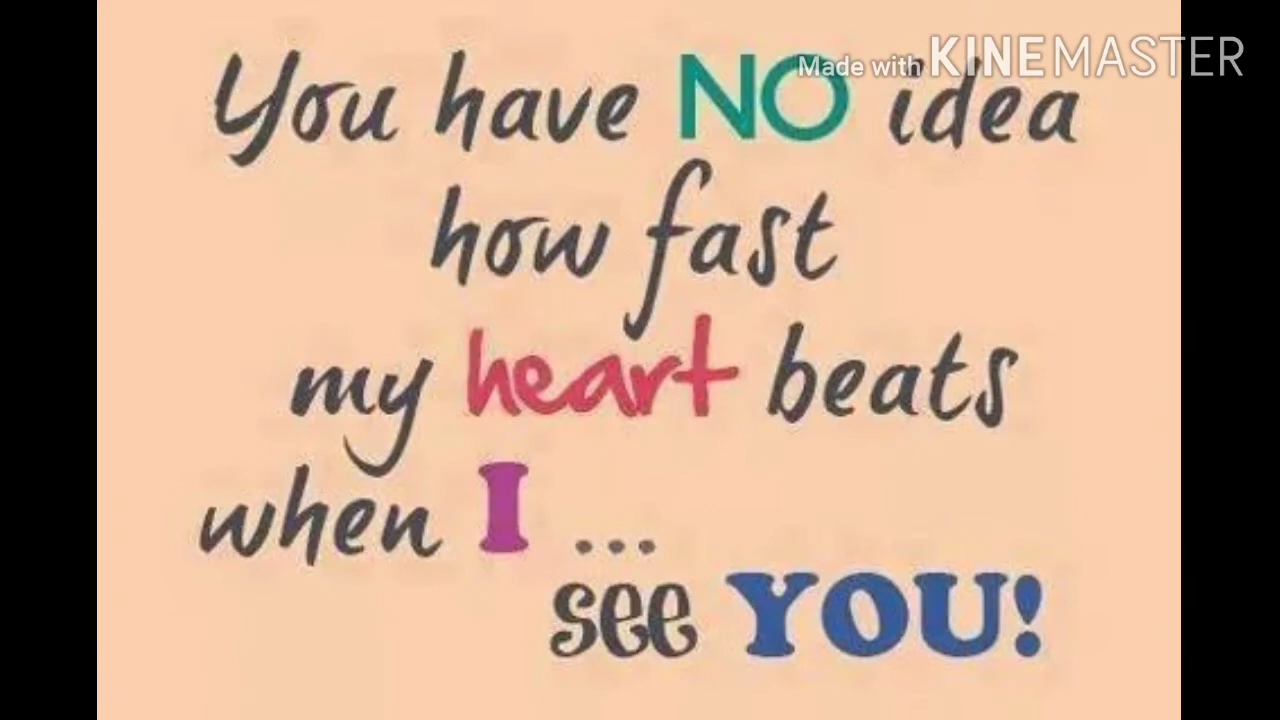 Made with KINEMASTER
You have NO idea
how fast
my heart beats
when I ...
see YOU!